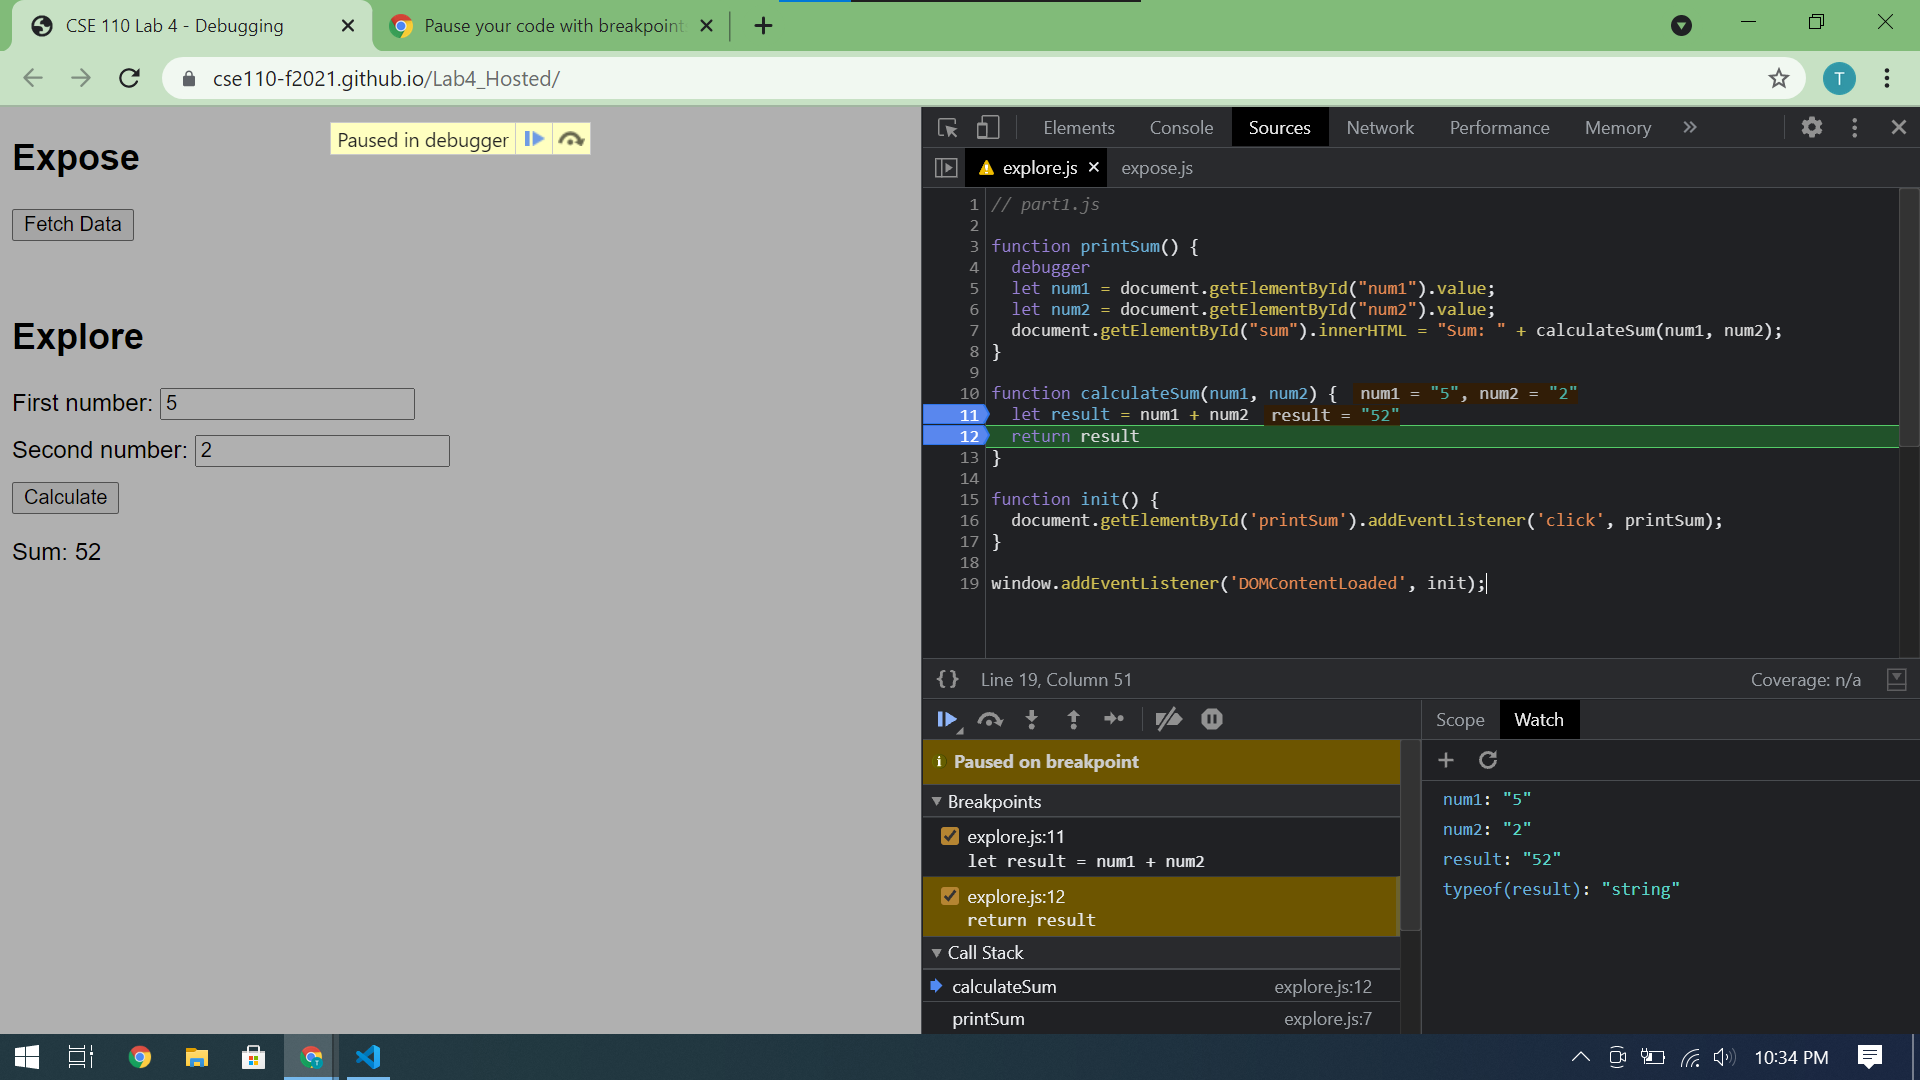 CSE 110 Lab 4 - Debugging
Pause your code with breakpoint
cse110-f2021.github.io/Lab4_Hosted/
T
Paused in debugger
Expose
Fetch Data
Explore
First number: 5
Second number: 2
Calculate
Sum: 52
Elements Console Sources Network Performance Memory
explore.js expose.js
1 // part1.js
2
3 function printSum() {
4 debugger
5 let num1 = document.getElementById("num1").value;
6 let num2 = document.getElementById("num2").value;
7 document.getElementById("sum").innerHTML = "Sum: " + calculateSum(num1, num2);
8 }
9
10 function calculateSum(num1, num2) { num1 = "5", num2 = "2"
11 let result = num1 + num2 result = "52"
12 return result
13 }
14
15 function init() {
16 document.getElementById('printSum').addEventListener('click', printSum);
17 }
18
19 window.addEventListener('DOMContentLoaded', init);
{} Line 19, Column 51 Coverage: n/a
Scope Watch
Paused on breakpoint
Breakpoints
explore.js:11
let result = num1 + num2
explore.js:12
return result
Call Stack
calculateSum explore.js:12
printSum explore.js:7
num1: "5"
num2: "2"
result: "52"
typeof(result): "string"
10:34 PM